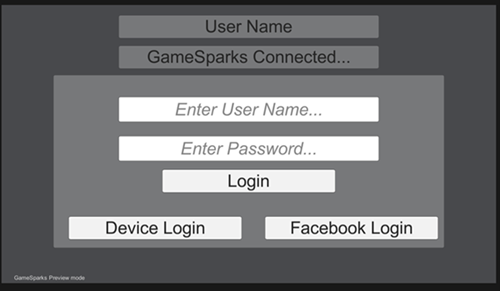 User Name
GameSparks Connected...
Enter User Name...
Enter Password...
Login
Device Login
Facebook Login
GameSparks Preview mode